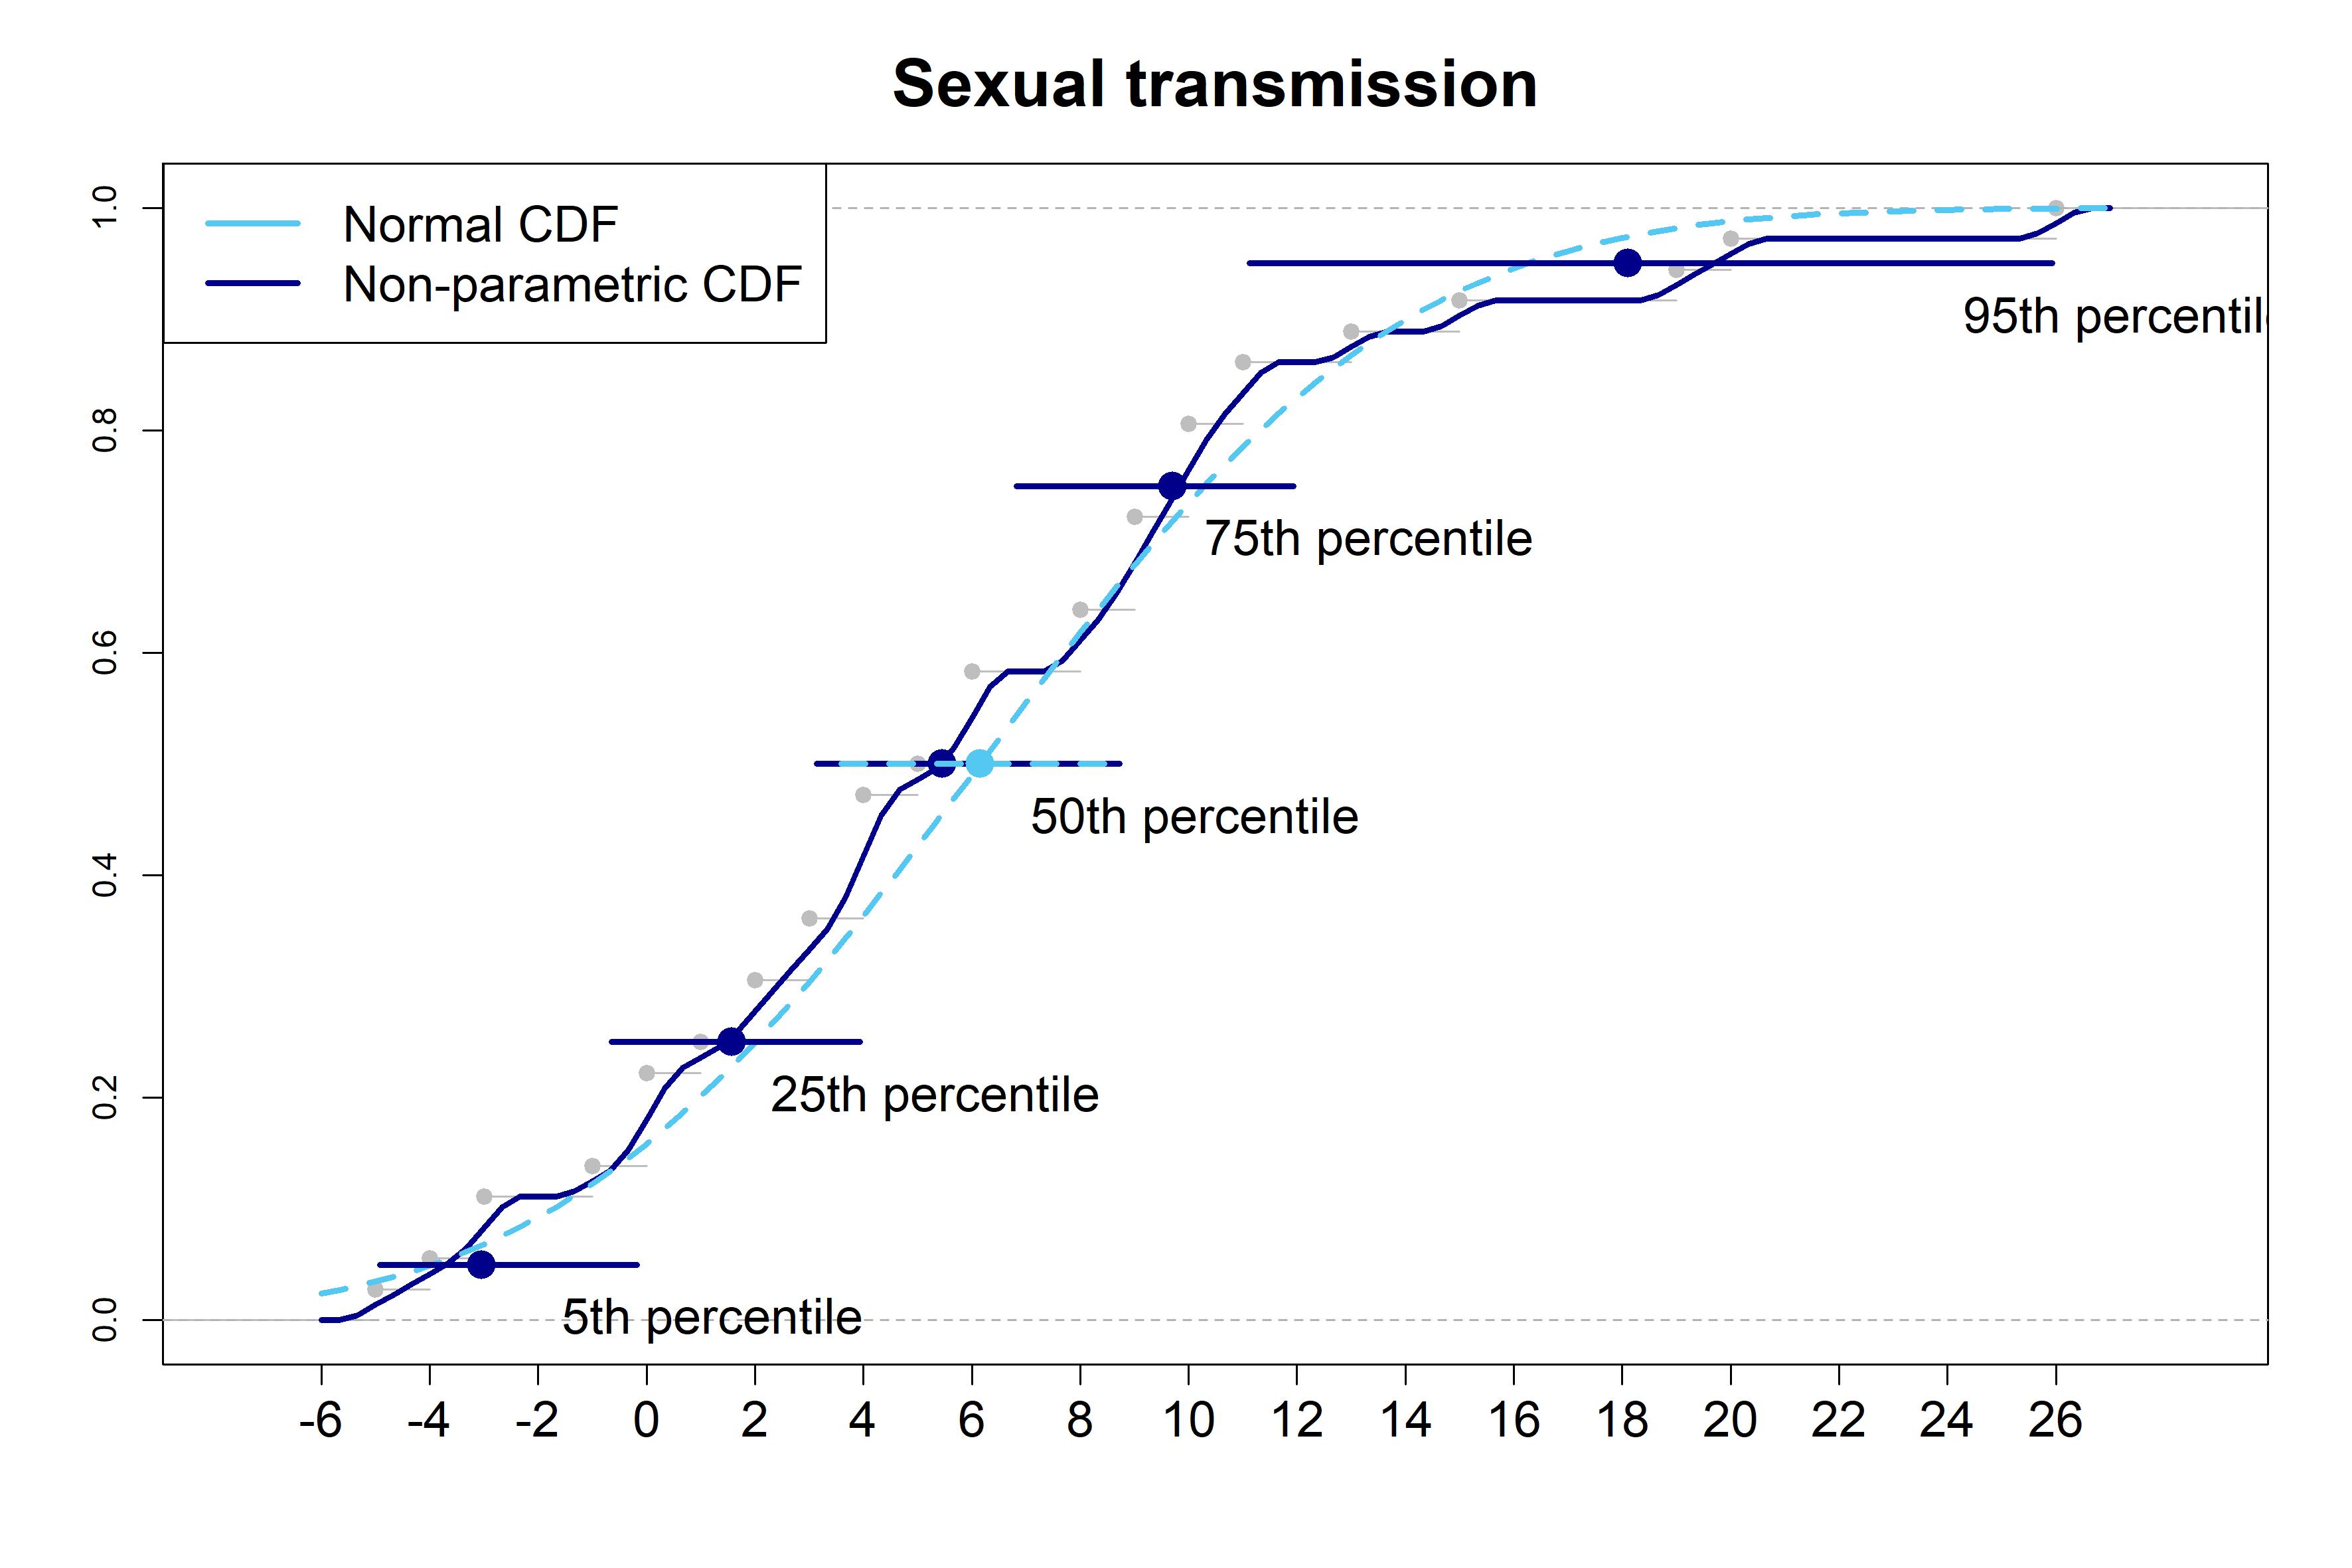 Sexual transmission
Normal CDF
Non-parametric CDF
1.0
0.8
0.6
0.4
0.2
0.0
95th percentil
75th percentile
50th percentile
25th percentile
5th percentile
-6 -4 -2 0 2 4 6 8 10 12 14 16 18 20 22 24 26